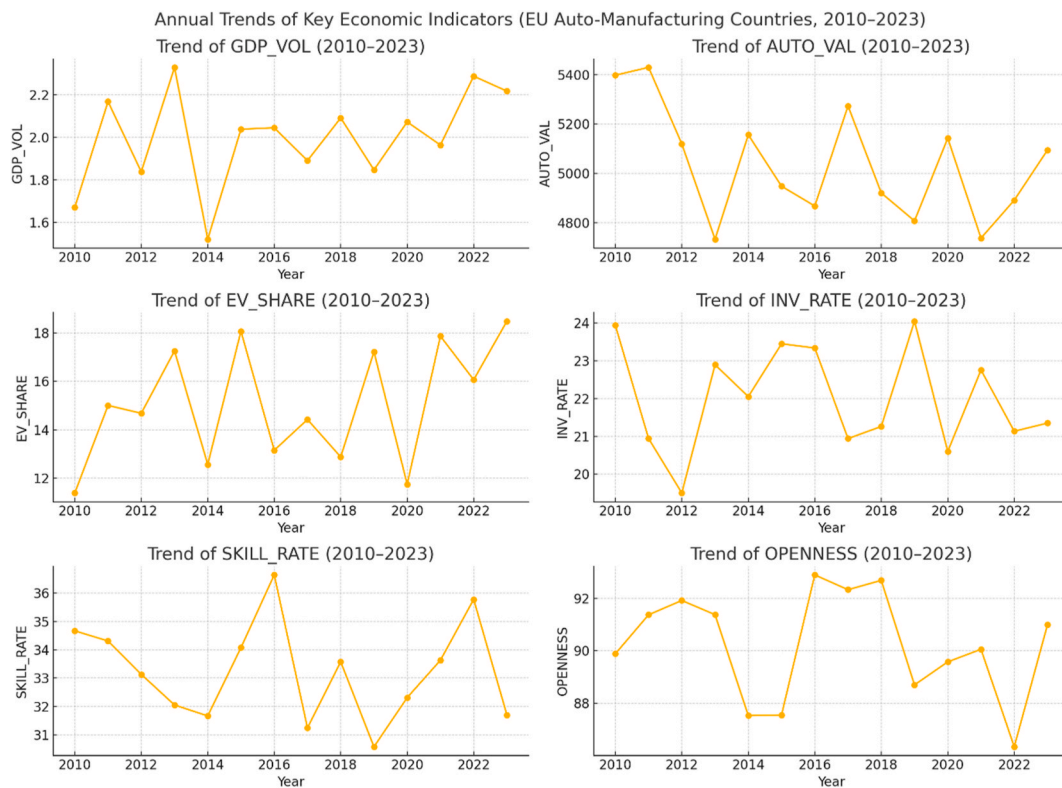 Annual Trends of Key Economic Indicators (EU Auto-Manufacturing Countries, 2010–2023)
Trend of GDP_VOL (2010–2023)
GDP_VOL
2.2
2.0
1.8
1.6
2010 2012 2014 2016 2018 2020 2022
Year
Trend of AUTO_VAL (2010–2023)
AUTO_VAL
5400
5200
5000
4800
2010 2012 2014 2016 2018 2020 2022
Year
Trend of EV_SHARE (2010–2023)
EV_SHARE
18
16
14
12
2010 2012 2014 2016 2018 2020 2022
Year
Trend of INV_RATE (2010–2023)
INV_RATE
24
23
22
21
20
2010 2012 2014 2016 2018 2020 2022
Year
Trend of SKILL_RATE (2010–2023)
SKILL_RATE
36
35
34
33
32
31
2010 2012 2014 2016 2018 2020 2022
Year
Trend of OPENNESS (2010–2023)
OPENNESS
92
90
88
2010 2012 2014 2016 2018 2020 2022
Year